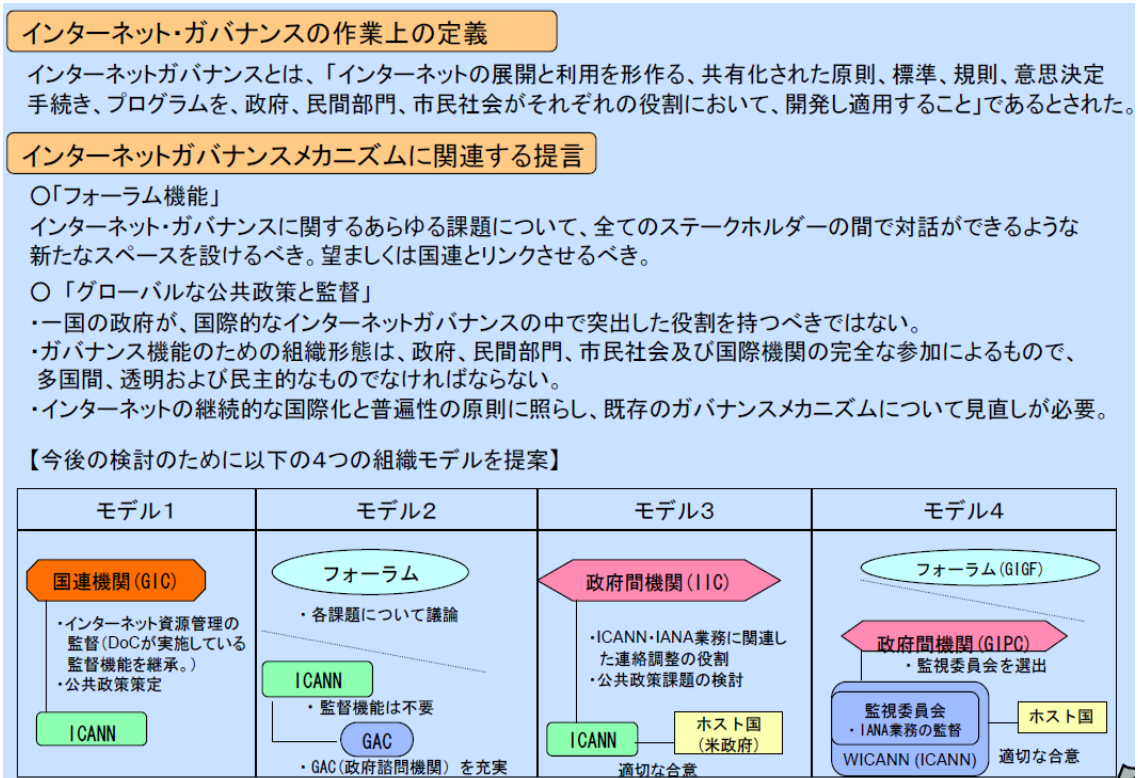 インターネット・ガバナンスの作業上の定義
インターネットガバナンスとは、「インターネットの展開と利用を形作る、共有化された原則、標準、規則、意思決定
手続き、プログラムを、政府、民間部門、市民社会がそれぞれの役割において、開発し適用すること」であるとされた。
インターネットガバナンスメカニズムに関連する提言
〇「フォーラム機能」
インターネット・ガバナンスに関するあらゆる課題について、全てのステークホルダーの間で対話ができるような
新たなスペースを設けるべき。望ましくは国連とリンクさせるべき。
〇 「グローバルな公共政策と監督」
・一国の政府が、国際的なインターネットガバナンスの中で突出した役割を持つべきではない。
・ガバナンス機能のための組織形態は、政府、民間部門、市民社会及び国際機関の完全な参加によるもので、
多国間、透明および民主的なものでなければならない。
・インターネットの継続的な国際化と普遍性の原則に照らし、既存のガバナンスメカニズムについて見直しが必要。
【今後の検討のために以下の４つの組織モデルを提案】
モデル１
国連機関(GIC)
・インターネット資源管理の
監督(DoCが実施している
監督機能を継承。)
・公共政策策定
ICANN
モデル２
フォーラム
・各課題について議論
ICANN
・監督機能は不要
GAC
・GAC(政府諮問機関) を充実
モデル３
政府間機関(IIC)
・ICANN・IANA業務に関連し
た連絡調整の役割
・公共政策課題の検討
ICANN
ホスト国
(米政府)
適切な合意
モデル４
フォーラム(GIGF)
政府間機関(GIPC)
・監視委員会を選出
監視委員会
・IANA業務の監督
WICANN (ICANN)
ホスト国
適切な合意